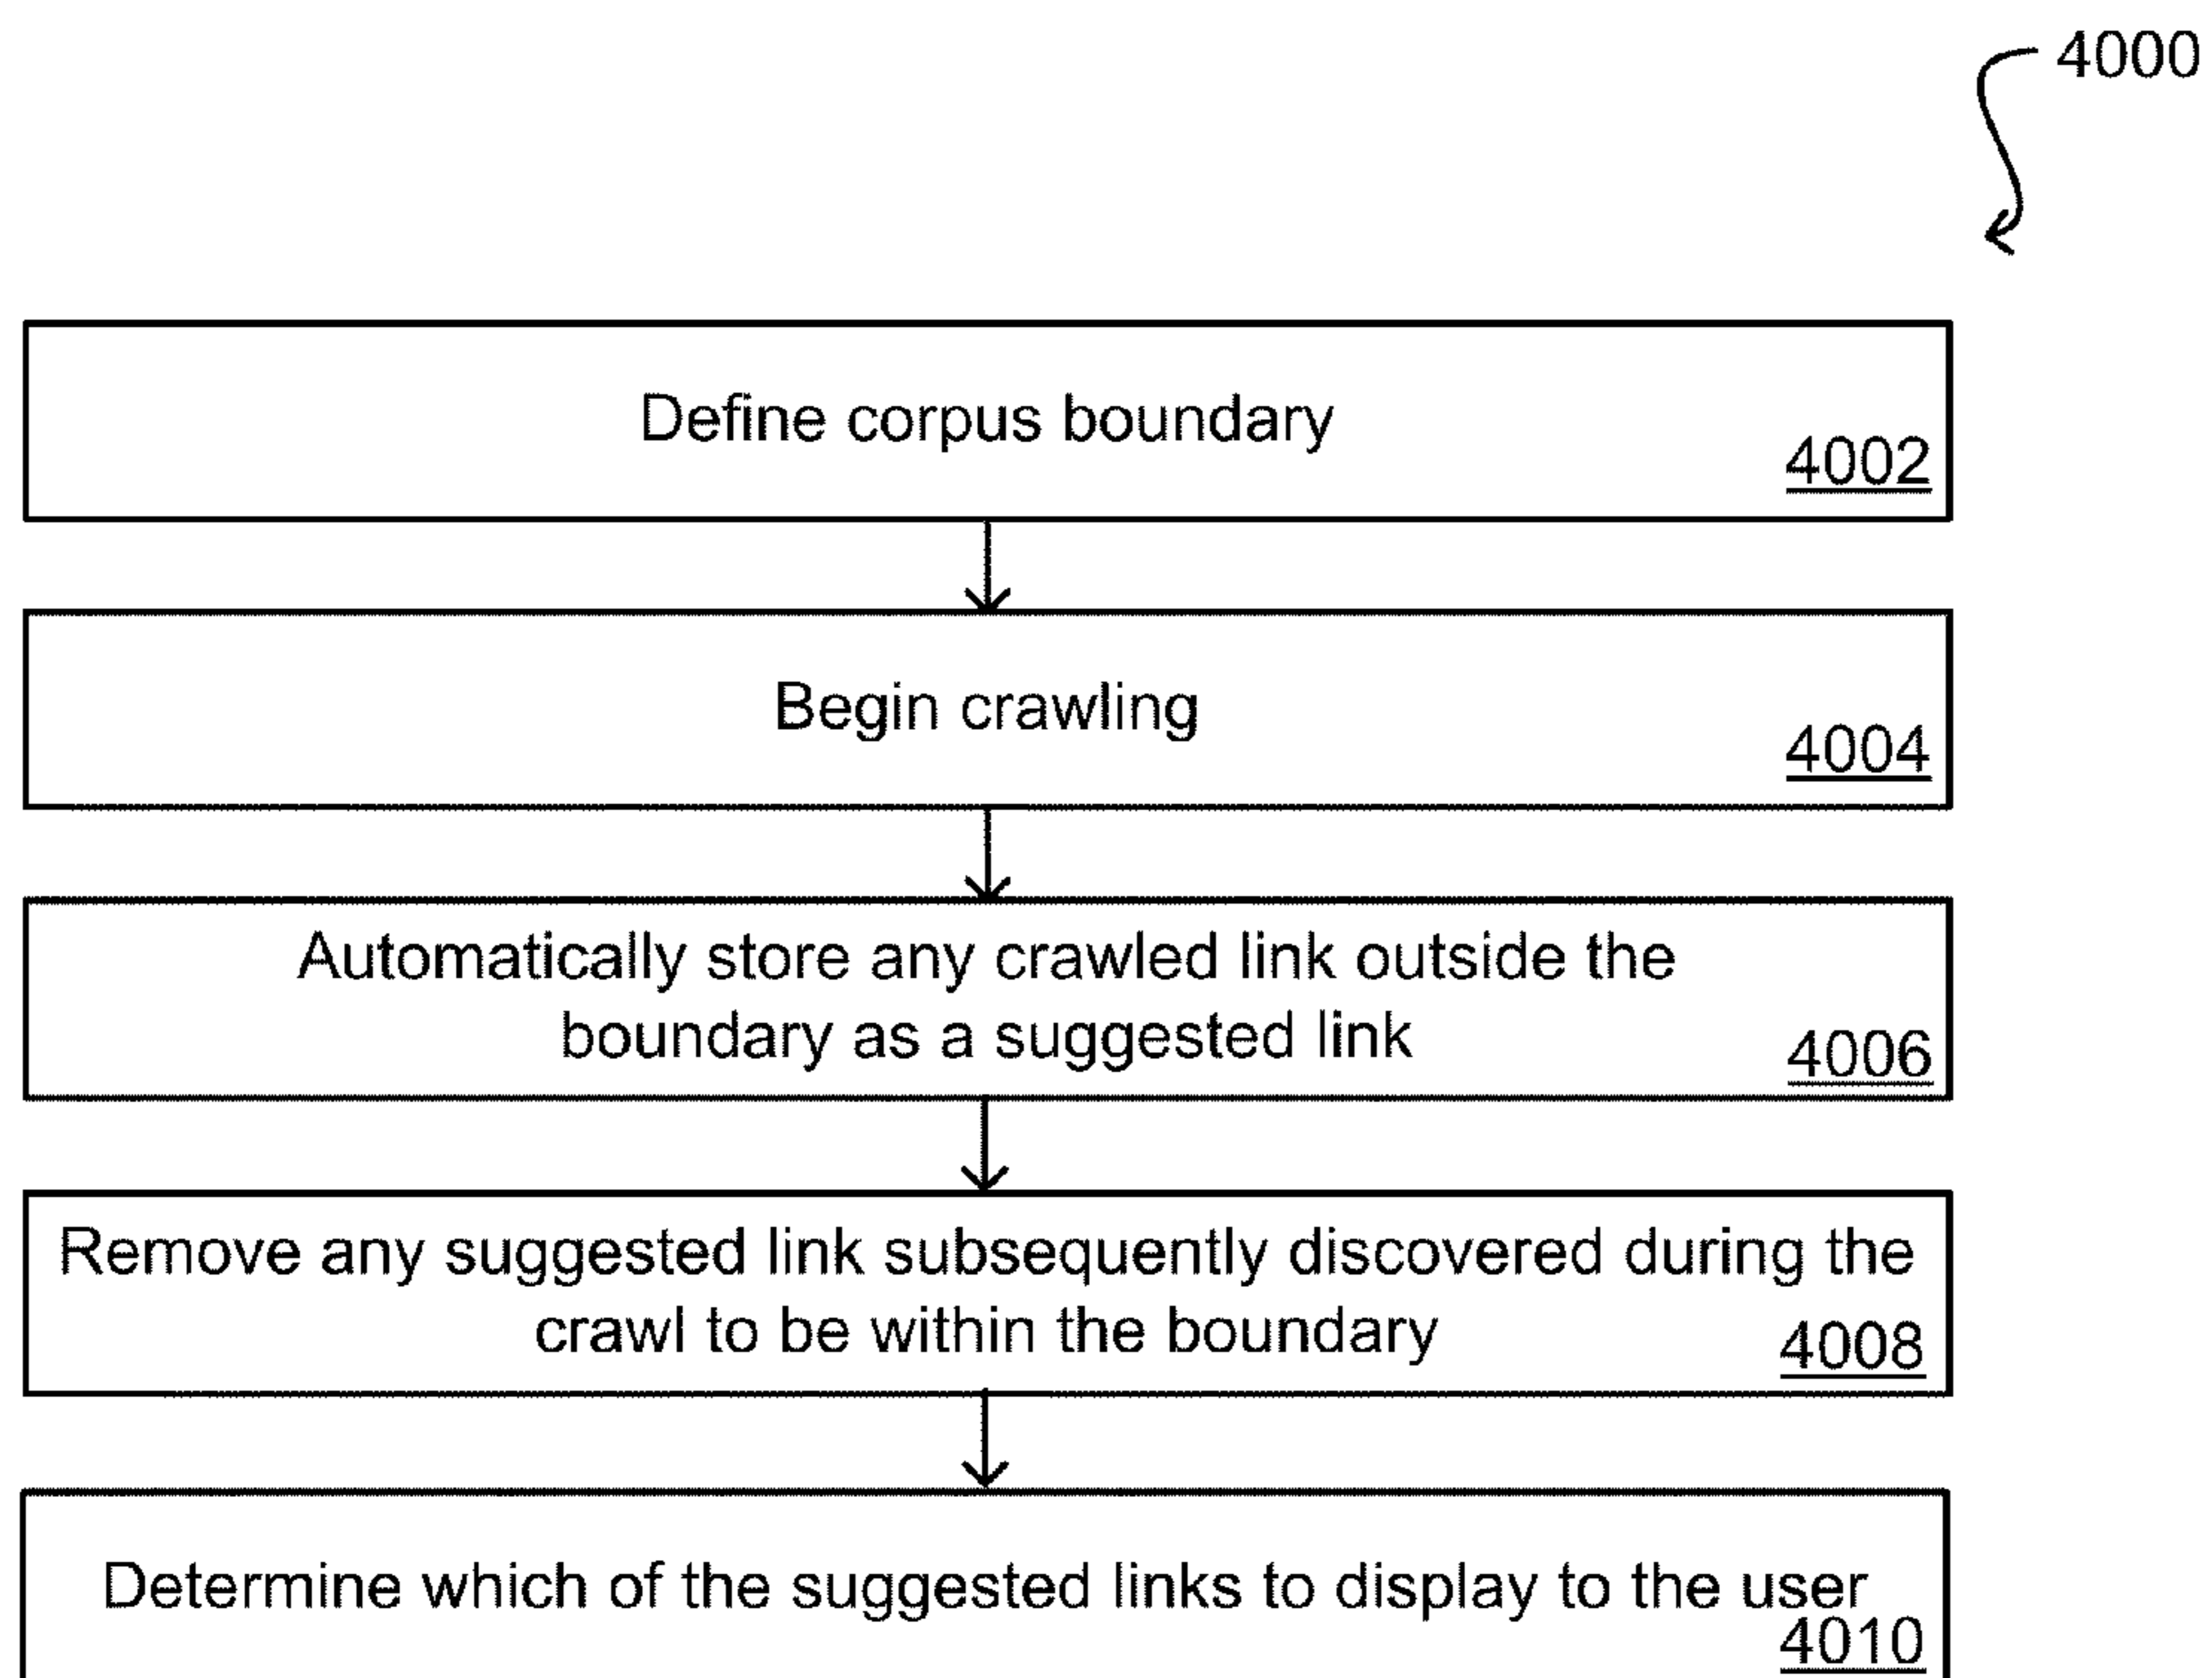 4000
Define corpus boundary
4002
Begin crawling
4004
Automatically store any crawled link outside the
boundary as a suggested link
4006
Remove any suggested link subsequently discovered during the
crawl to be within the boundary
4008
Determine which of the suggested links to display to the user
4010